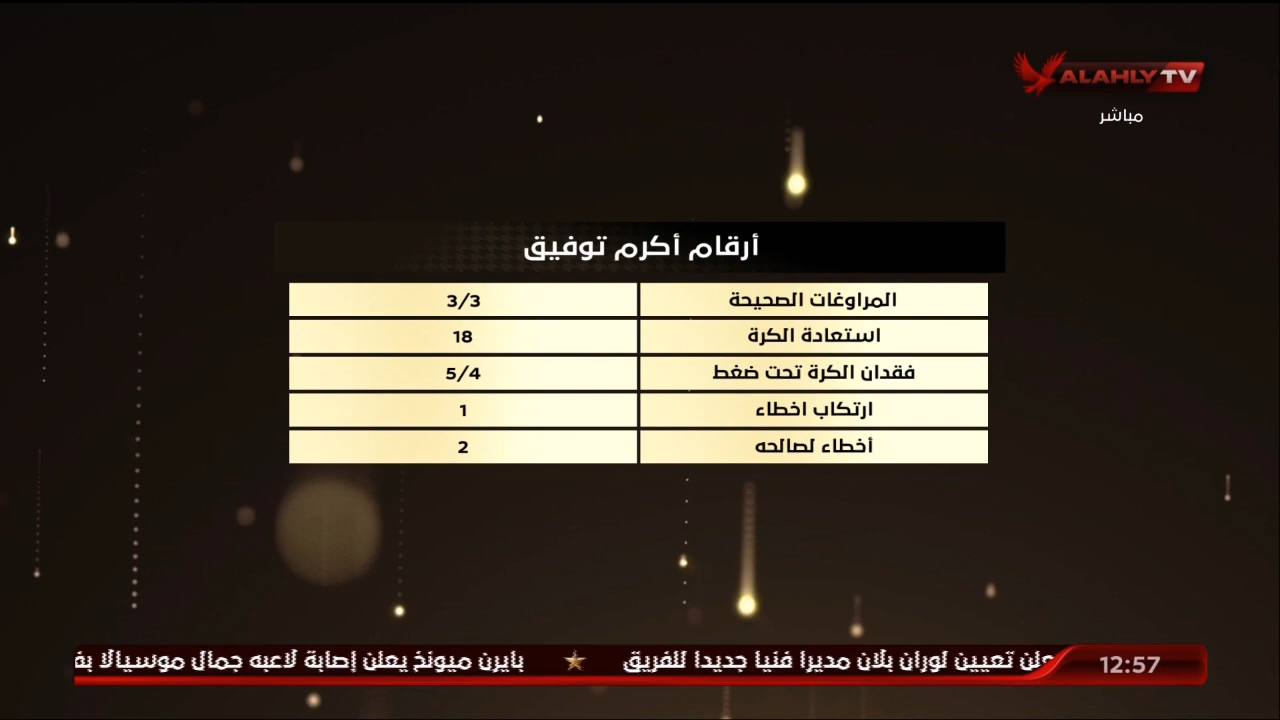 ALAHLY TV
مباشر
أرقام أكرم توفيق
المراوغات الصحيحة 3/3
استعادة الكرة 18
فقدان الكرة تحت ضغط 5/4
ارتكاب اخطاء 1
أخطاء لصالحه 2
تعيين لوران بلان مديرا فنيا جديدا للفريق ★ بايرن ميونخ يعلن إصابة لاعبه جمال موسيالا
12:57